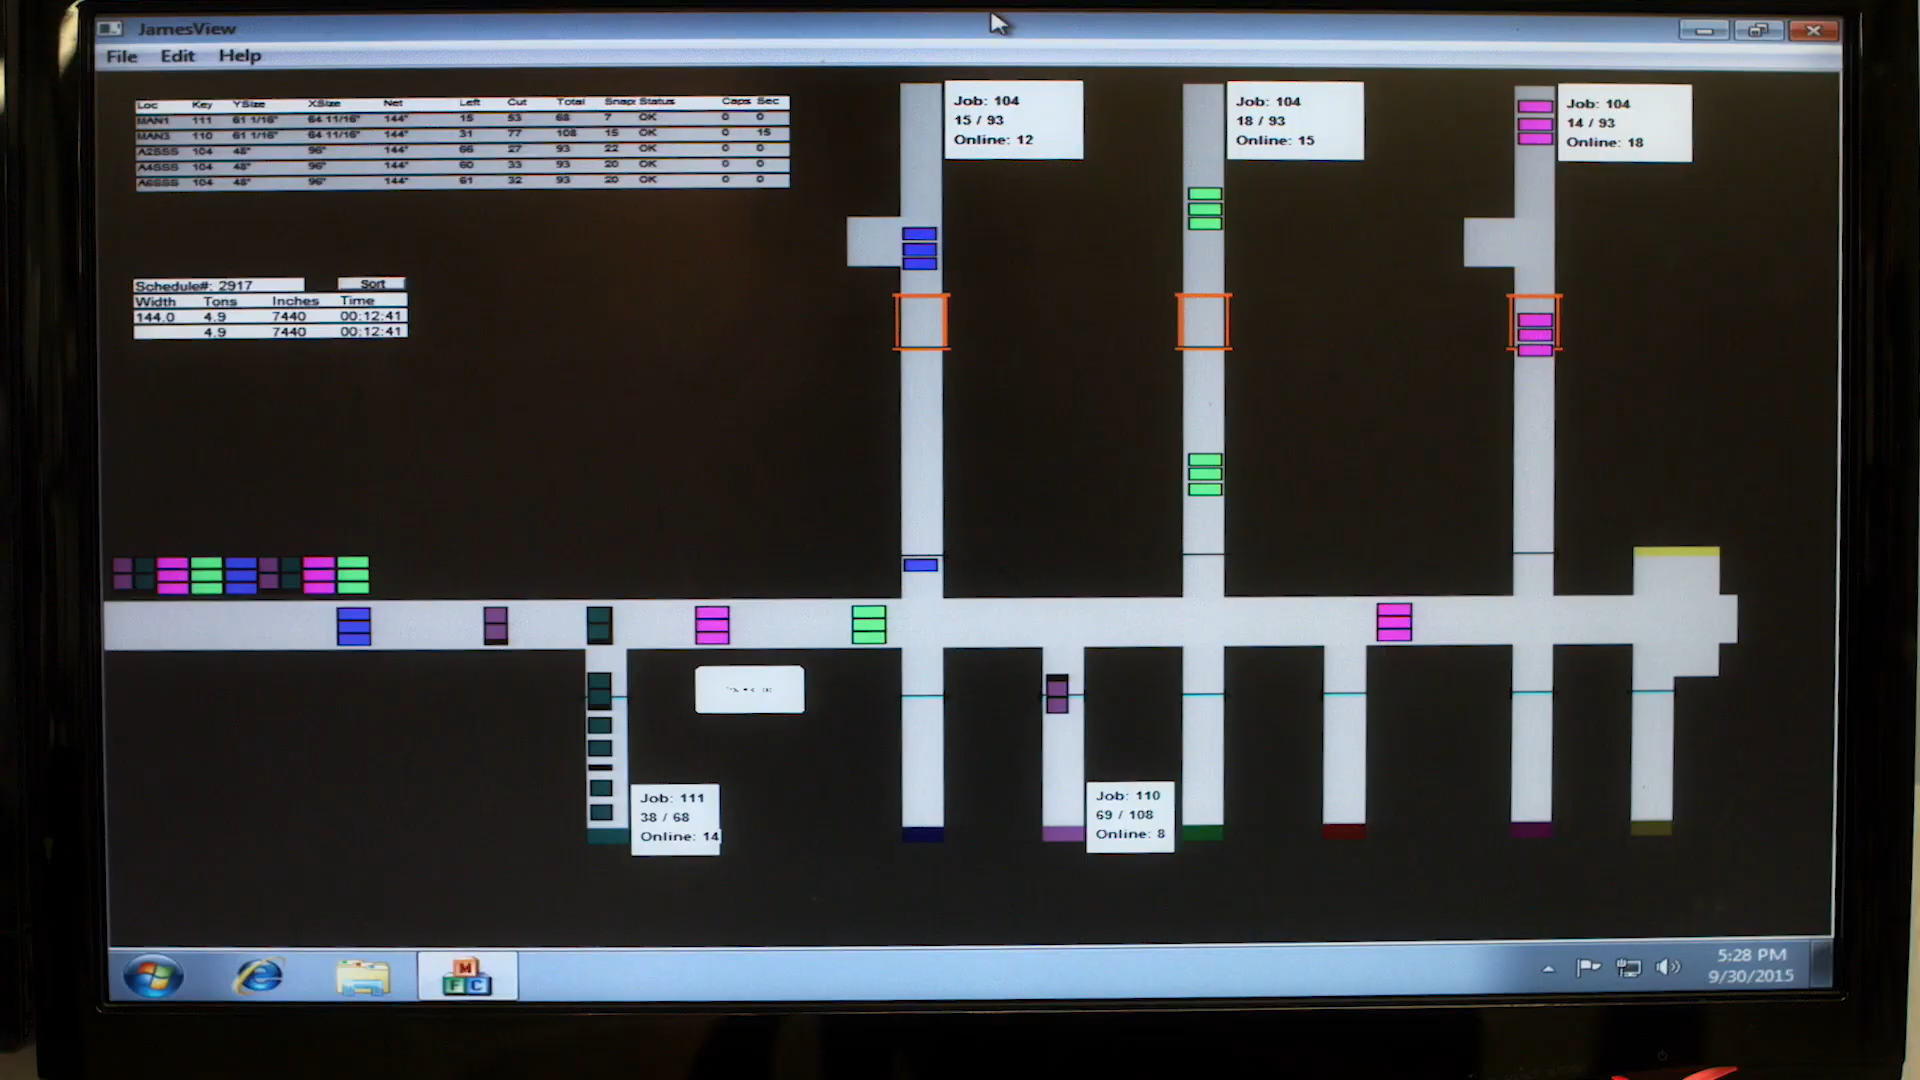 JamesView
File Edit Help
Loc Key YSize XSize Net Left Cut Total Snap: Status Caps Sec
MAN1 111 61 1/16" 64 11/16" 144" 15 53 68 7 OK 0 0
MAN3 110 61 1/16" 64 11/16" 144" 31 77 108 15 OK 0 15
A2SSS 104 48" 96" 144" 66 27 93 22 OK 0 0
A4SSS 104 48" 96" 144" 60 33 93 20 OK 0 0
A6SSS 104 48" 96" 144" 61 32 93 20 OK 0 0
Job: 104
15 / 93
Online: 12
Job: 104
18 / 93
Online: 15
Job: 104
14 / 93
Online: 18
Schedule#: 2917 Sort
Width Tons Inches Time
144.0 4.9 7440 00:12:41
4.9 7440 00:12:41
Job: 111
38 / 68
Online: 14
Job: 110
69 / 108
Online: 8
M
F C
5:28 PM
9/30/2015